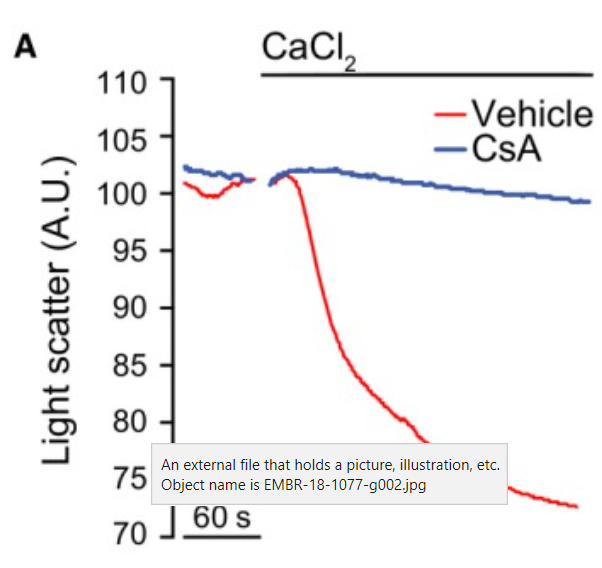 A
CaCl2
110
Vehicle
105
CsA
100
95
90
85
80
75
70
Light scatter (A.U.)
An external file that holds a picture, illustration, etc.
Object name is EMBR-18-1077-g002.jpg
60 s